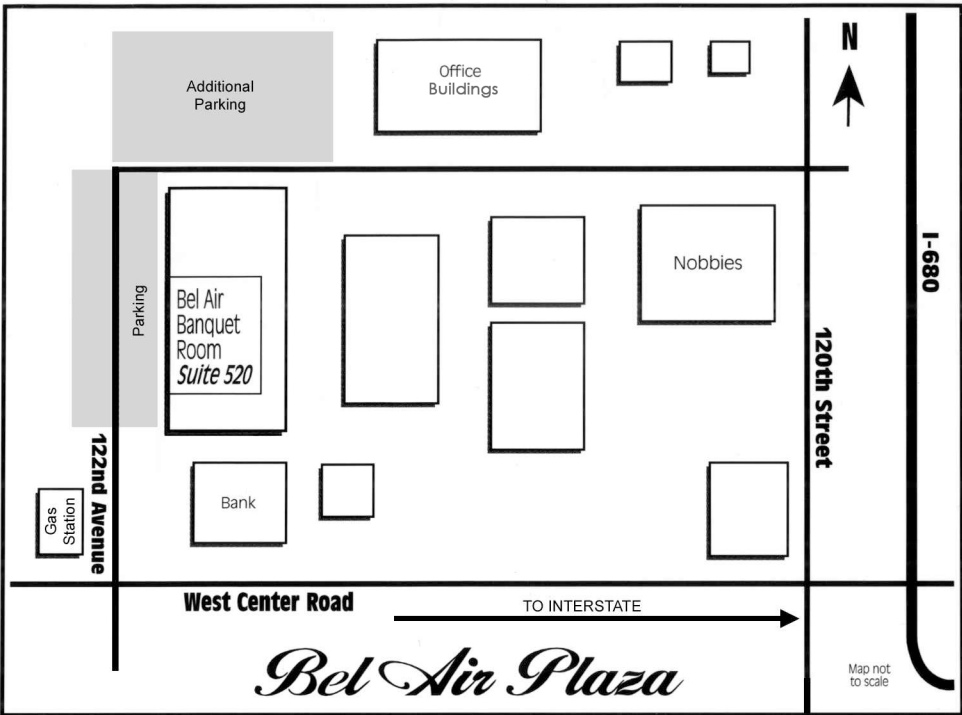 Additional
Parking
Office
Buildings
N
Nobbies
I-680
Parking
Bel Air
Banquet
Room
Suite 520
120th Street
122nd Avenue
Gas
Station
Bank
West Center Road
TO INTERSTATE
Bel Air Plaza
Map not
to scale